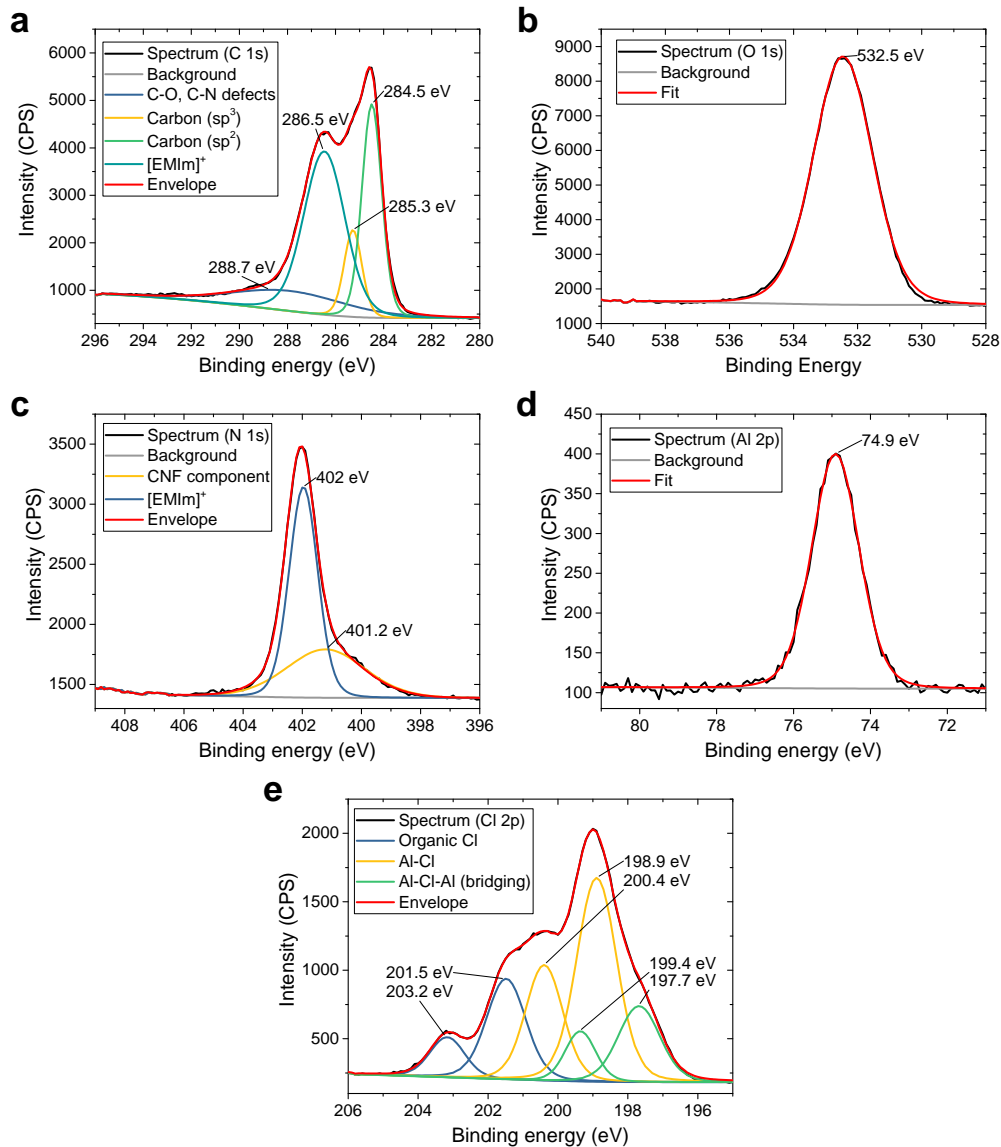 a
Spectrum (C 1s)
Background
C-O, C-N defects
Carbon (sp³)
Carbon (sp²)
[EMIm]⁺
Envelope
284.5 eV
286.5 eV
285.3 eV
288.7 eV
Intensity (CPS)
6000
5000
4000
3000
2000
1000
0
296 294 292 290 288 286 284 282 280
Binding energy (eV)
b
Spectrum (O 1s)
Background
Fit
532.5 eV
Intensity (CPS)
9000
8000
7000
6000
5000
4000
3000
2000
1000
540 538 536 534 532 530 528
Binding Energy
c
Spectrum (N 1s)
Background
CNF component
[EMIm]⁺
Envelope
402 eV
401.2 eV
Intensity (CPS)
3500
3000
2500
2000
1500
408 406 404 402 400 398 396
Binding energy (eV)
d
Spectrum (Al 2p)
Background
Fit
74.9 eV
Intensity (CPS)
450
400
350
300
250
200
150
100
80 78 76 74 72
Binding energy (eV)
e
Spectrum (Cl 2p)
Organic Cl
Al-Cl
Al-Cl-Al (bridging)
Envelope
198.9 eV
200.4 eV
199.4 eV
197.7 eV
201.5 eV
203.2 eV
Intensity (CPS)
2000
1500
1000
500
206 204 202 200 198 196
Binding energy (eV)